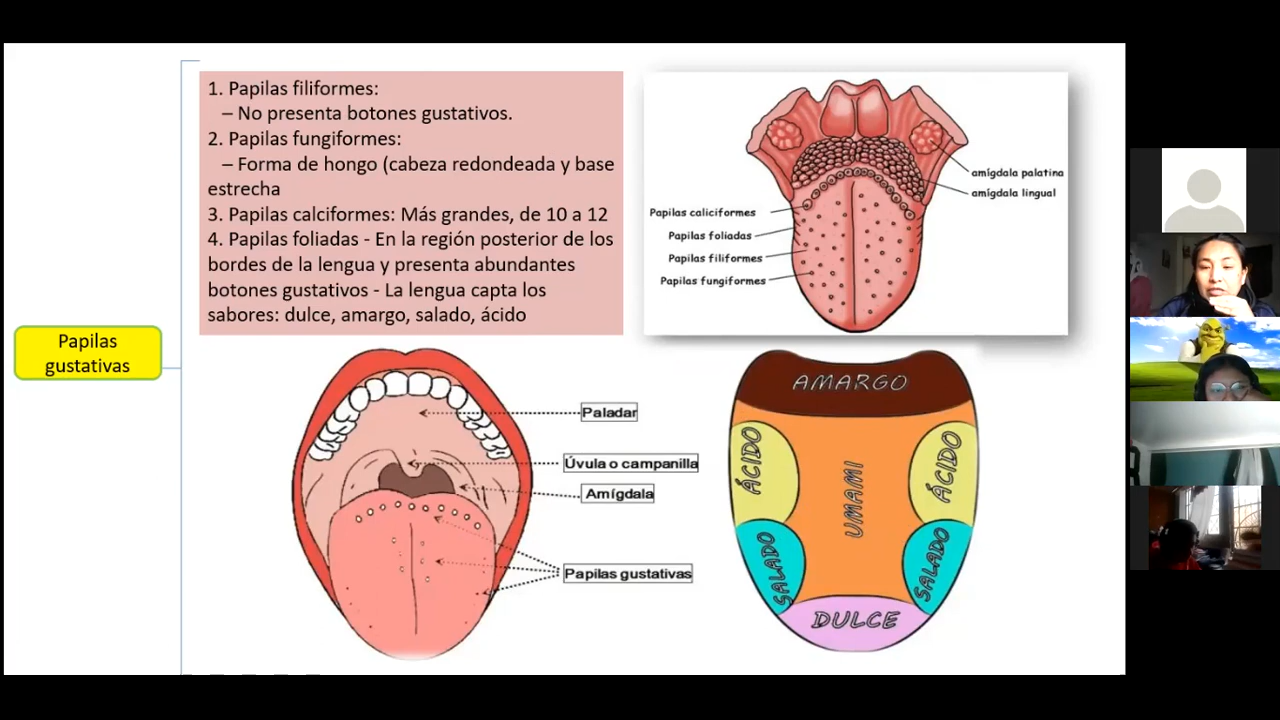 Papilas
gustativas
1. Papilas filiformes:
– No presenta botones gustativos.
2. Papilas fungiformes:
– Forma de hongo (cabeza redondeada y base
estrecha
3. Papilas calciformes: Más grandes, de 10 a 12
4. Papilas foliadas - En la región posterior de los
bordes de la lengua y presenta abundantes
botones gustativos - La lengua capta los
sabores: dulce, amargo, salado, ácido
amígdala palatina
amígdala lingual
Papilas caliciformes
Papilas foliadas
Papilas filiformes
Papilas fungiformes
Paladar
Úvula o campanilla
Amígdala
Papilas gustativas
AMARGO
ÁCIDO
ÁCIDO
UMAMI
SALADO
SALADO
DULCE